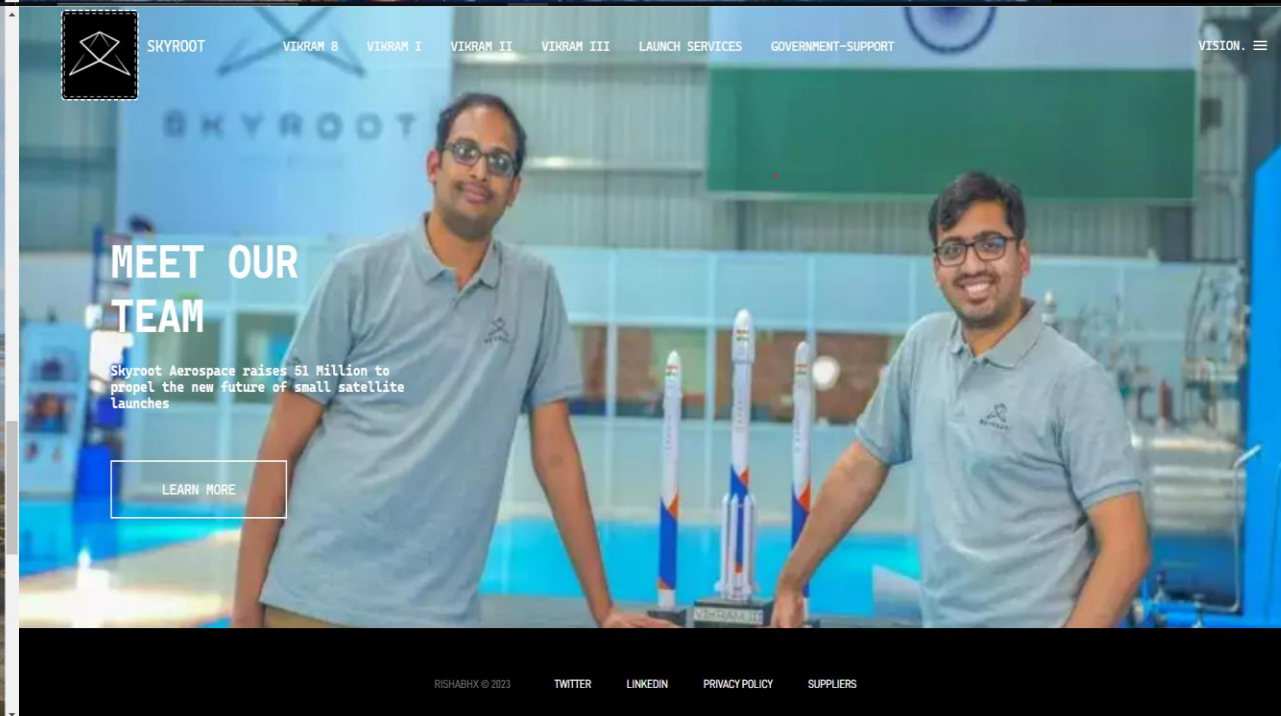 SKYROOT
VIKRAM 8
VIKRAM I
VIKRAM II
VIKRAM III
LAUNCH SERVICES
GOVERNMENT-SUPPORT
VISION.
SKYROOT
MEET OUR
TEAM
Skyroot Aerospace raises 51 Million to
propel the new future of small satellite
launches
LEARN MORE
VIKRAM III
RISHABHX © 2023
TWITTER
LINKEDIN
PRIVACY POLICY
SUPPLIERS